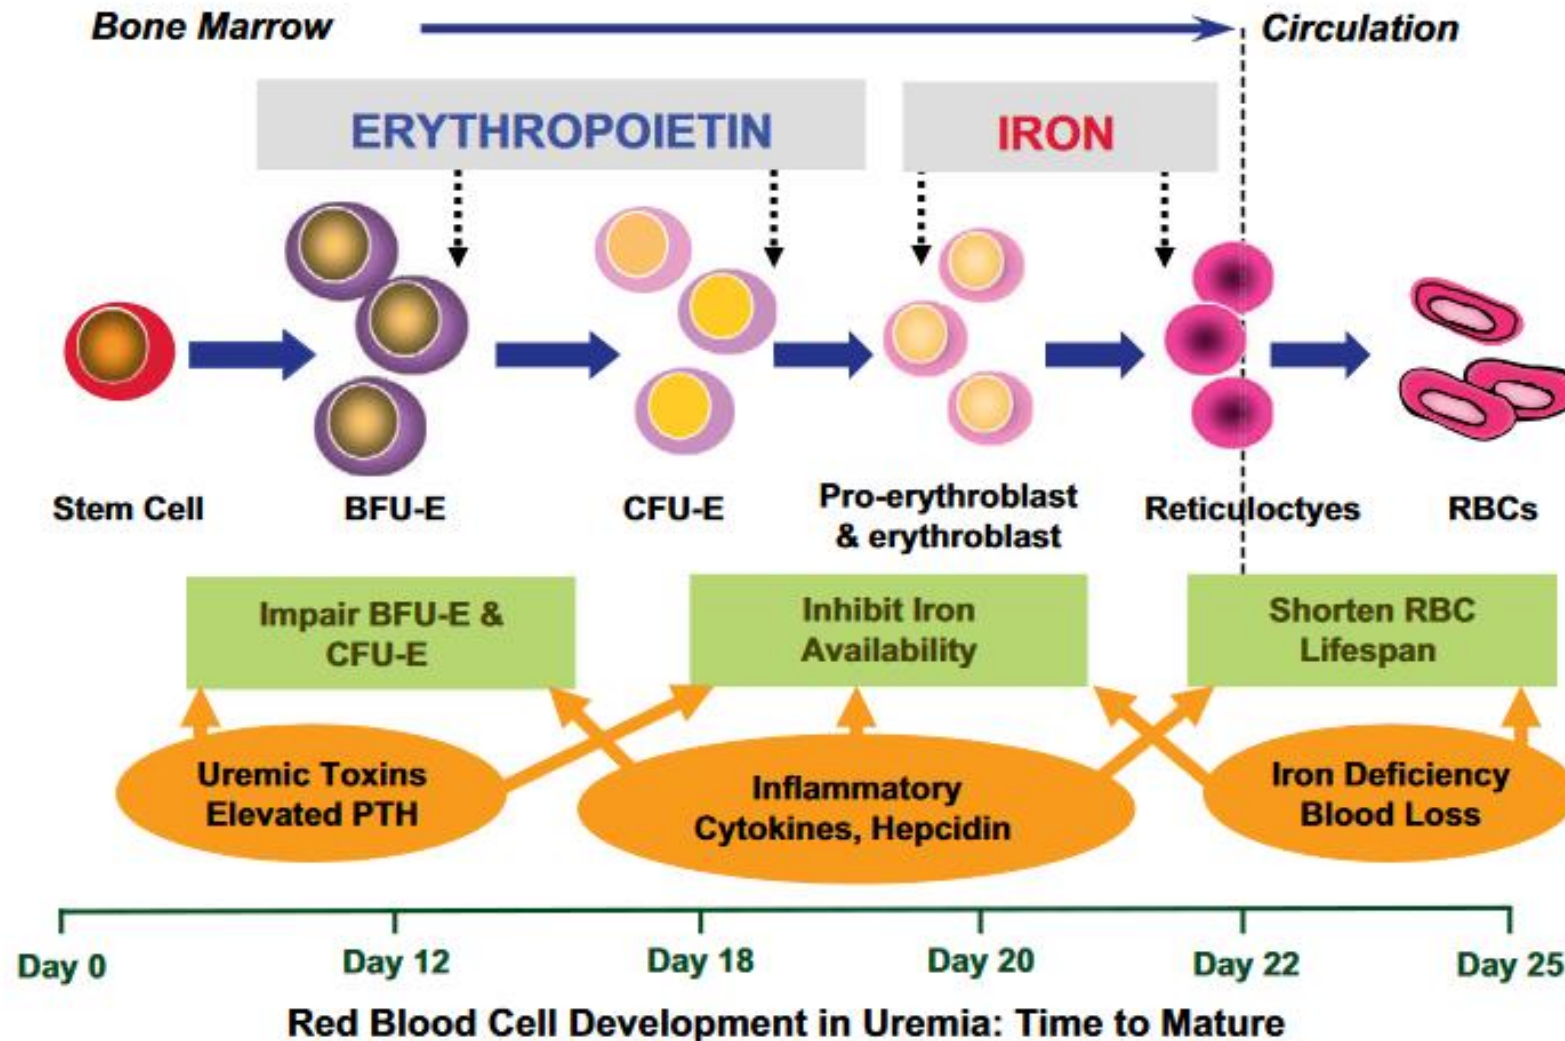 Bone Marrow
Circulation
ERYTHROPOIETIN
IRON
Stem Cell
BFU-E
CFU-E
Pro-erythroblast
& erythroblast
Reticuloctyes
RBCs
Impair BFU-E &
CFU-E
Inhibit Iron
Availability
Shorten RBC
Lifespan
Uremic Toxins
Elevated PTH
Inflammatory
Cytokines, Hepcidin
Iron Deficiency
Blood Loss
Day 0
Day 12
Day 18
Day 20
Day 22
Day 25
Red Blood Cell Development in Uremia: Time to Mature